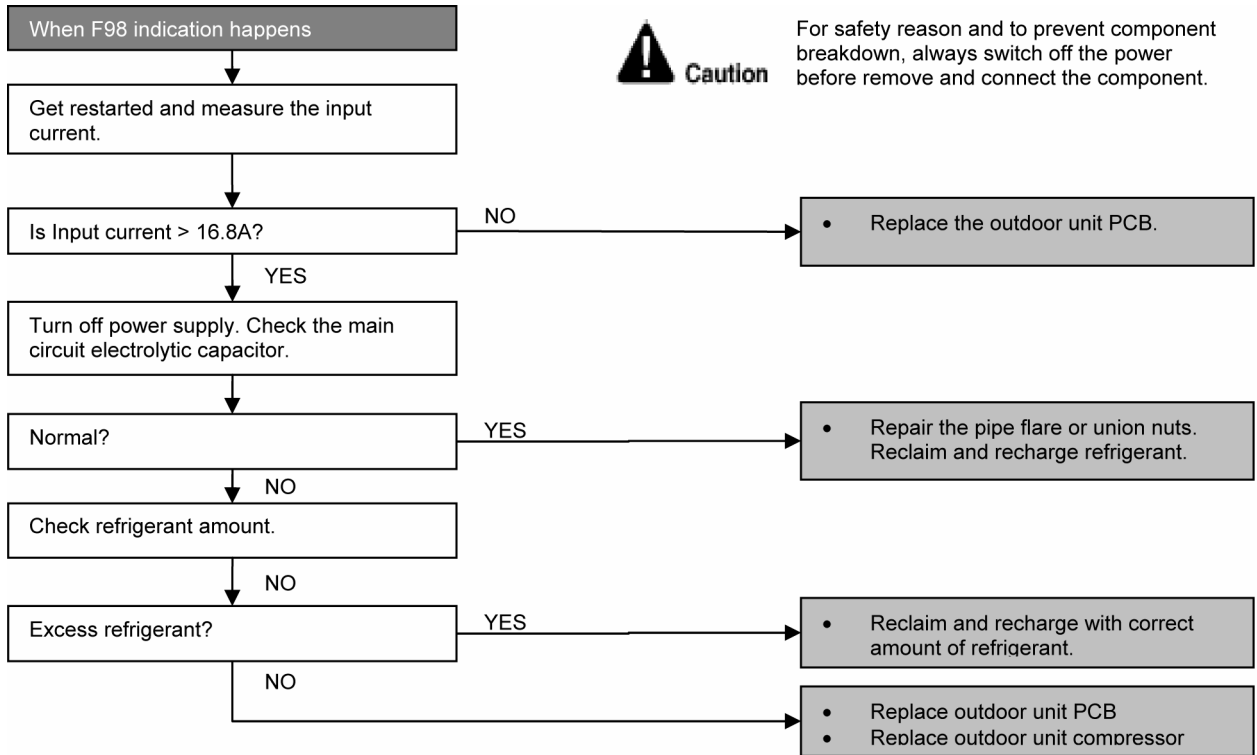 When F98 indication happens
For safety reason and to prevent component
breakdown, always switch off the power
before remove and connect the component.
Caution
Get restarted and measure the input
current.
Is Input current > 16.8A?
NO
• Replace the outdoor unit PCB.
YES
Turn off power supply. Check the main
circuit electrolytic capacitor.
Normal?
YES
• Repair the pipe flare or union nuts.
Reclaim and recharge refrigerant.
NO
Check refrigerant amount.
NO
Excess refrigerant?
YES
• Reclaim and recharge with correct
amount of refrigerant.
NO
• Replace outdoor unit PCB
• Replace outdoor unit compressor